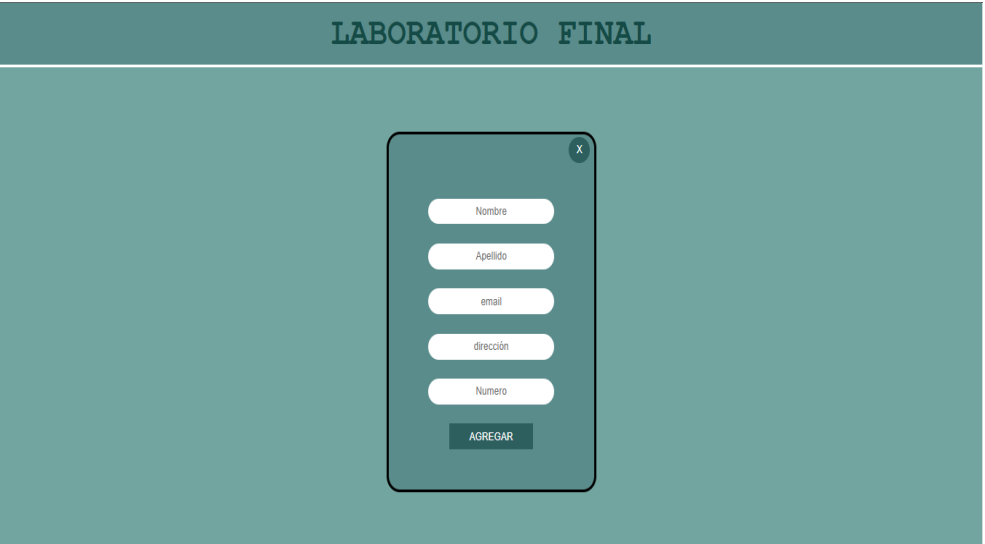 LABORATORIO FINAL
X
Nombre
Apellido
email
dirección
Numero
AGREGAR